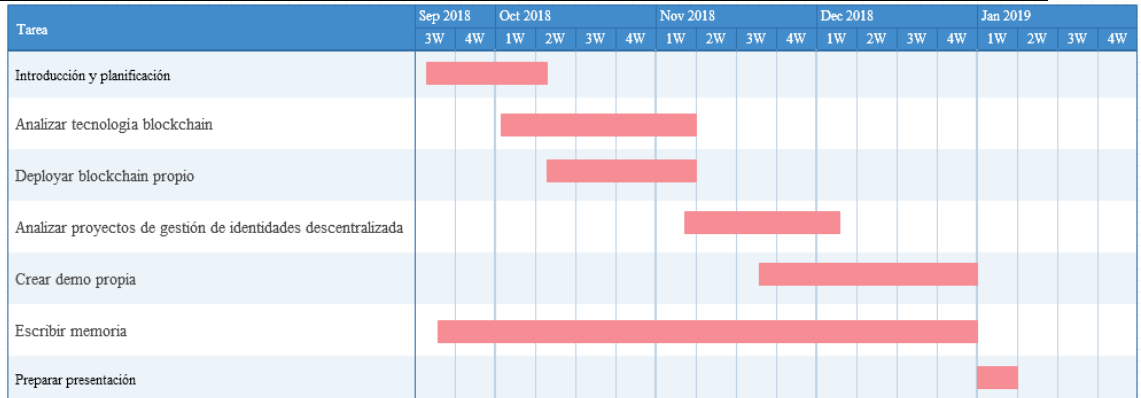 Tarea
Sep 2018 Oct 2018 Nov 2018 Dec 2018 Jan 2019
3W 4W 1W 2W 3W 4W 1W 2W 3W 4W 1W 2W 3W 4W 1W 2W 3W 4W
Introducción y planificación
Analizar tecnologia blockchain
Deployar blockchain propio
Analizar proyectos de gestión de identidades descentralizada
Crear demo propia
Escribir memoria
Preparar presentación